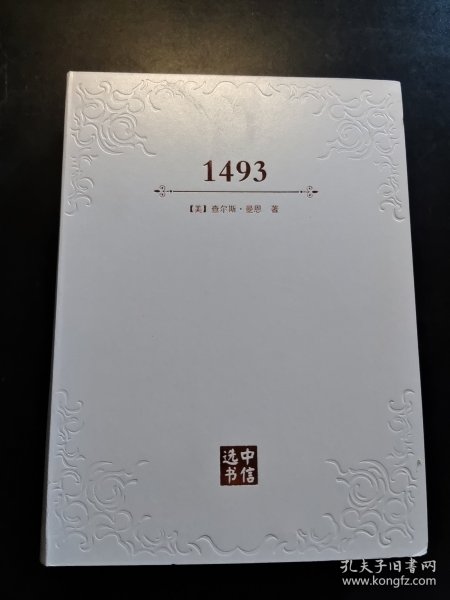 1493
【美】查尔斯·曼恩 著
中信
选书
孔夫子旧书网
www.kongfz.com